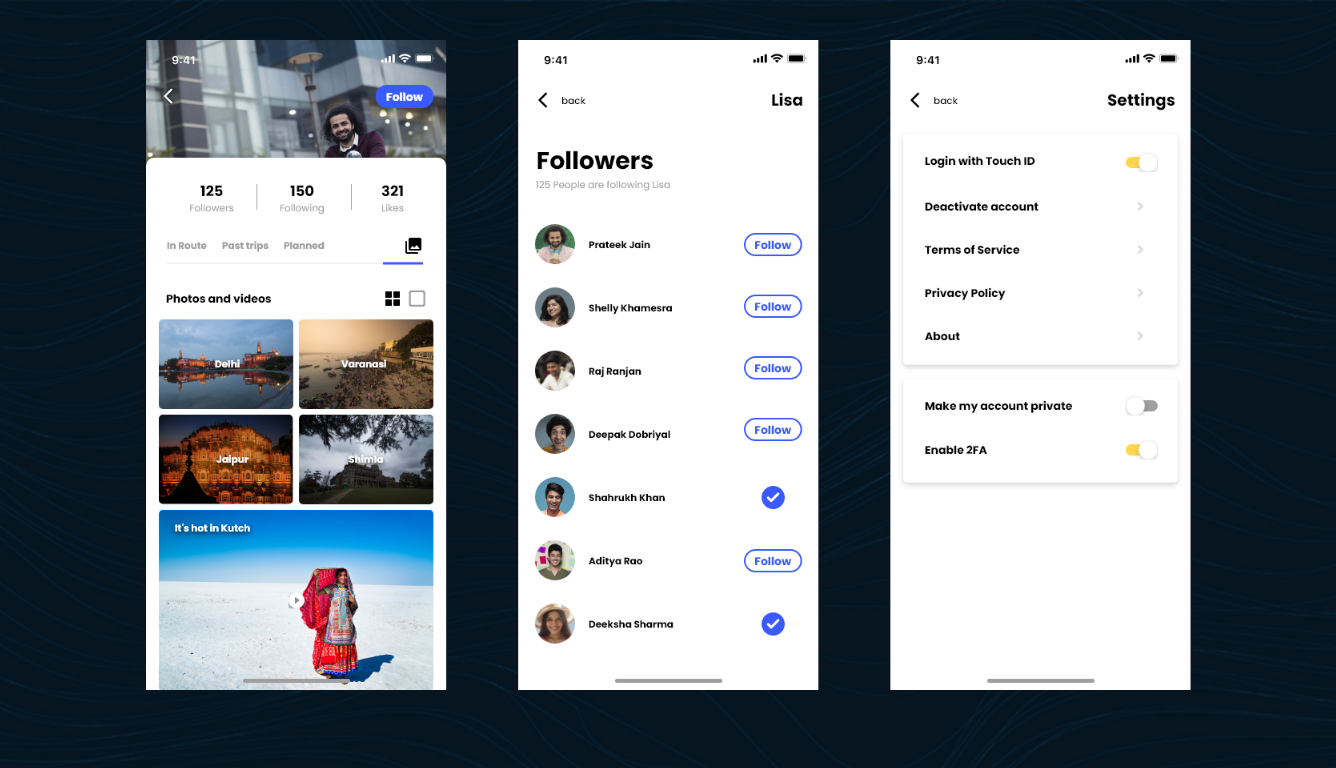 9:41
Follow
125 150 321
Followers Following Likes
In Route Past trips Planned
Photos and videos
Delhi Varanasi
Jaipur Shimla
It's hot in Kutch
9:41
back Lisa
Followers
125 People are following Lisa
Prateek Jain Follow
Shelly Khamesra Follow
Raj Ranjan Follow
Deepak Dobriyal Follow
Shahrukh Khan
Aditya Rao Follow
Deeksha Sharma
9:41
back Settings
Login with Touch ID
Deactivate account
Terms of Service
Privacy Policy
About
Make my account private
Enable 2FA